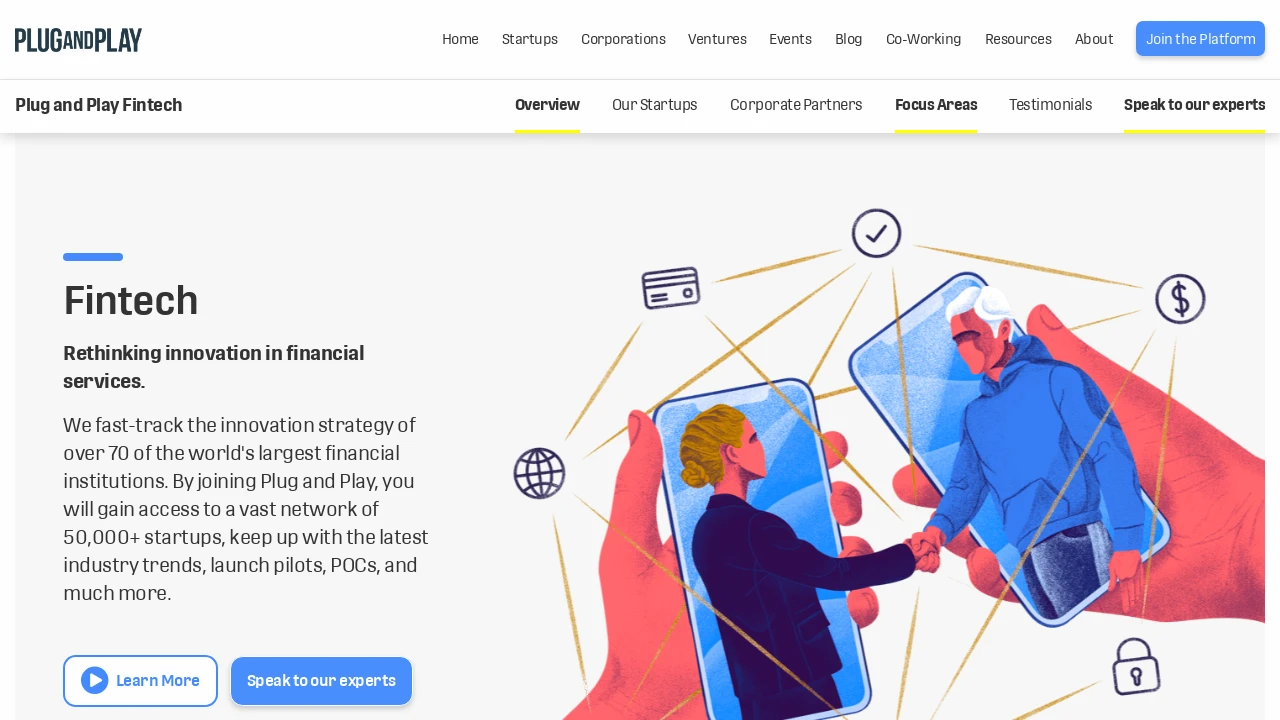 PLUGANDPLAY
Home Startups Corporations Ventures Events Blog Co-Working Resources About Join the Platform
Plug and Play Fintech
Overview Our Startups Corporate Partners Focus Areas Testimonials Speak to our experts
Fintech
Rethinking innovation in financial
services.
We fast-track the innovation strategy of
over 70 of the world's largest financial
institutions. By joining Plug and Play, you
will gain access to a vast network of
50,000+ startups, keep up with the latest
industry trends, launch pilots, POCs, and
much more.
Learn More Speak to our experts
$